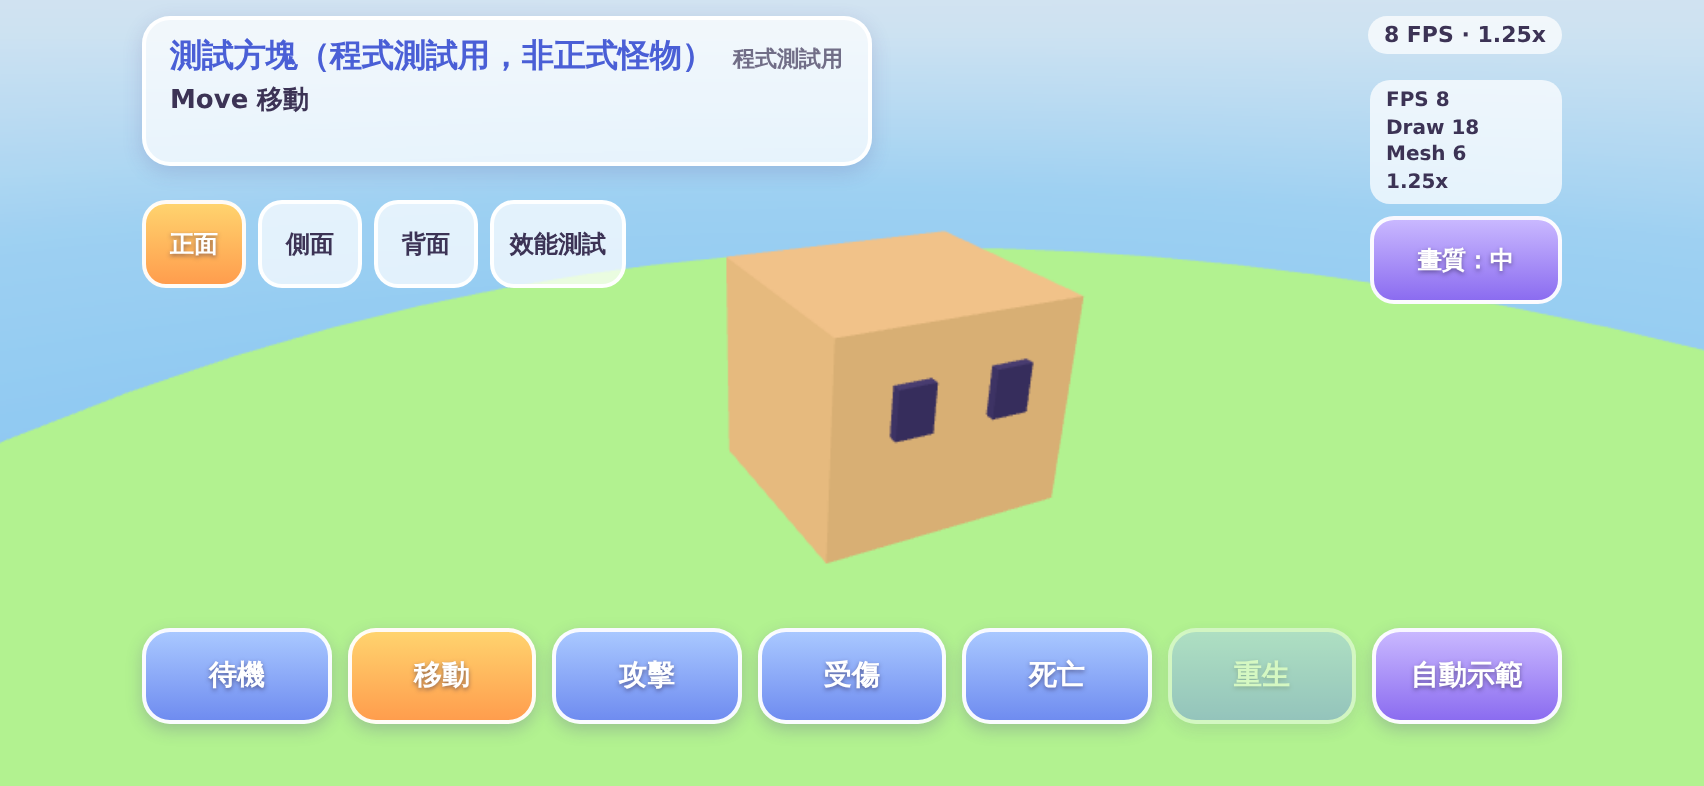 測試方塊（程式測試用，非正式怪物） 程式測試用
Move 移動
8 FPS · 1.25x
FPS 8
Draw 18
Mesh 6
1.25x
正面 側面 背面 效能測試
畫質：中
待機 移動 攻擊 受傷 死亡 重生 自動示範